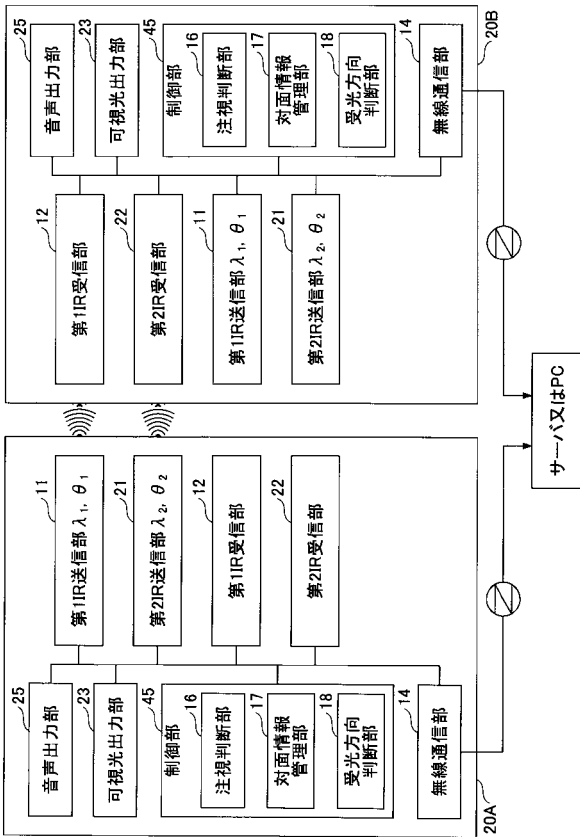 20A
25
音声出力部
23
可視光出力部
45
制御部
16
注視判断部
17
対面情報
管理部
18
受光方向
判断部
14
無線通信部
11
第1IR送信部 λ1, θ1
21
第2IR送信部 λ2, θ2
12
第1IR受信部
22
第2IR受信部
20B
12
第1IR受信部
22
第2IR受信部
11
第1IR送信部 λ1, θ1
21
第2IR送信部 λ2, θ2
25
音声出力部
23
可視光出力部
45
制御部
16
注視判断部
17
対面情報
管理部
18
受光方向
判断部
14
無線通信部
サーバ又はPC